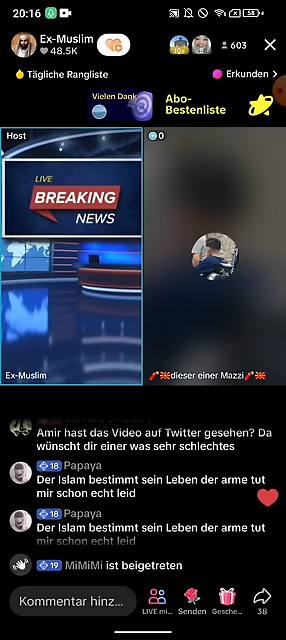 20:16
58
Ex-Muslim
48.5K
10+
603
Tägliche Rangliste
Erkunden >
Vielen Dank
Abo-
Bestenliste
Host
0
LIVE
BREAKING
NEWS
Ex-Muslim
dieser einer Mazzi
Amir hast das Video auf Twitter gesehen? Da
wünscht dir einer was sehr schlechtes
18 Papaya
Der Islam bestimmt sein Leben der arme tut
mir schon echt leid
18 Papaya
Der Islam bestimmt sein Leben der arme tut
mir schon echt leid
19 MiMiMi ist beigetreten
Kommentar hinz...
LIVE mi...
Senden
Gesche...
38